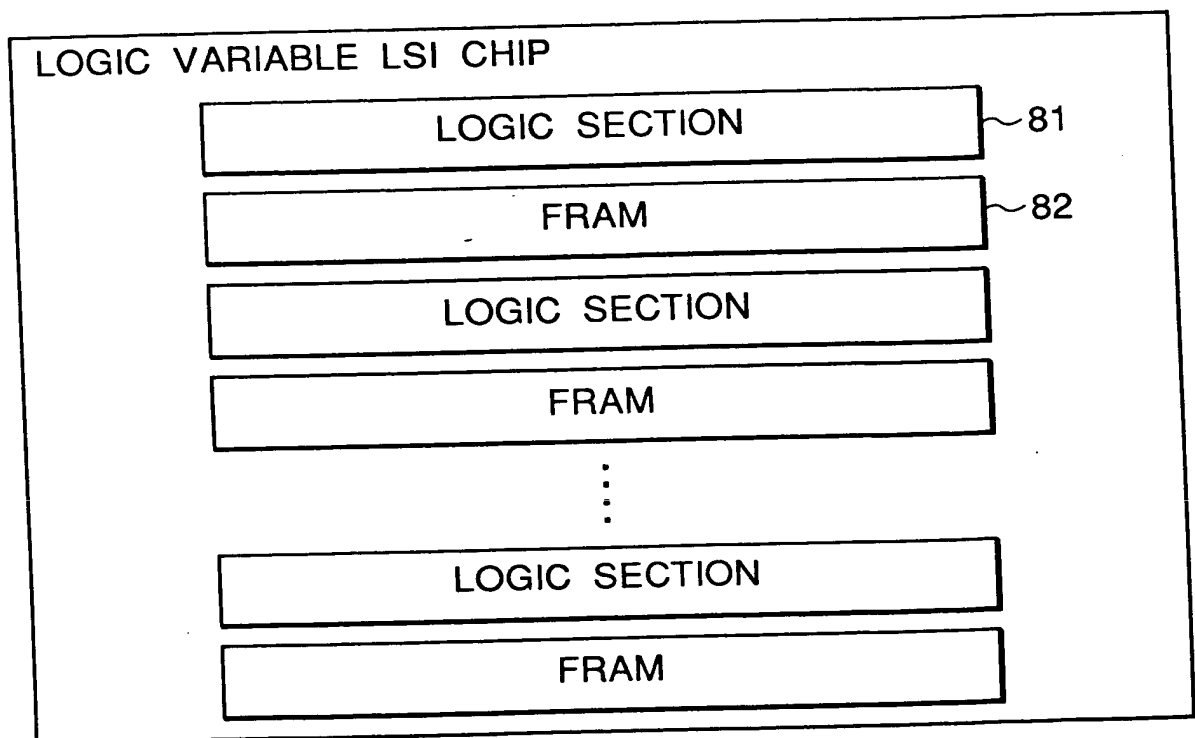 LOGIC VARIABLE LSI CHIP
LOGIC SECTION 81
FRAM 82
LOGIC SECTION
FRAM
LOGIC SECTION
FRAM